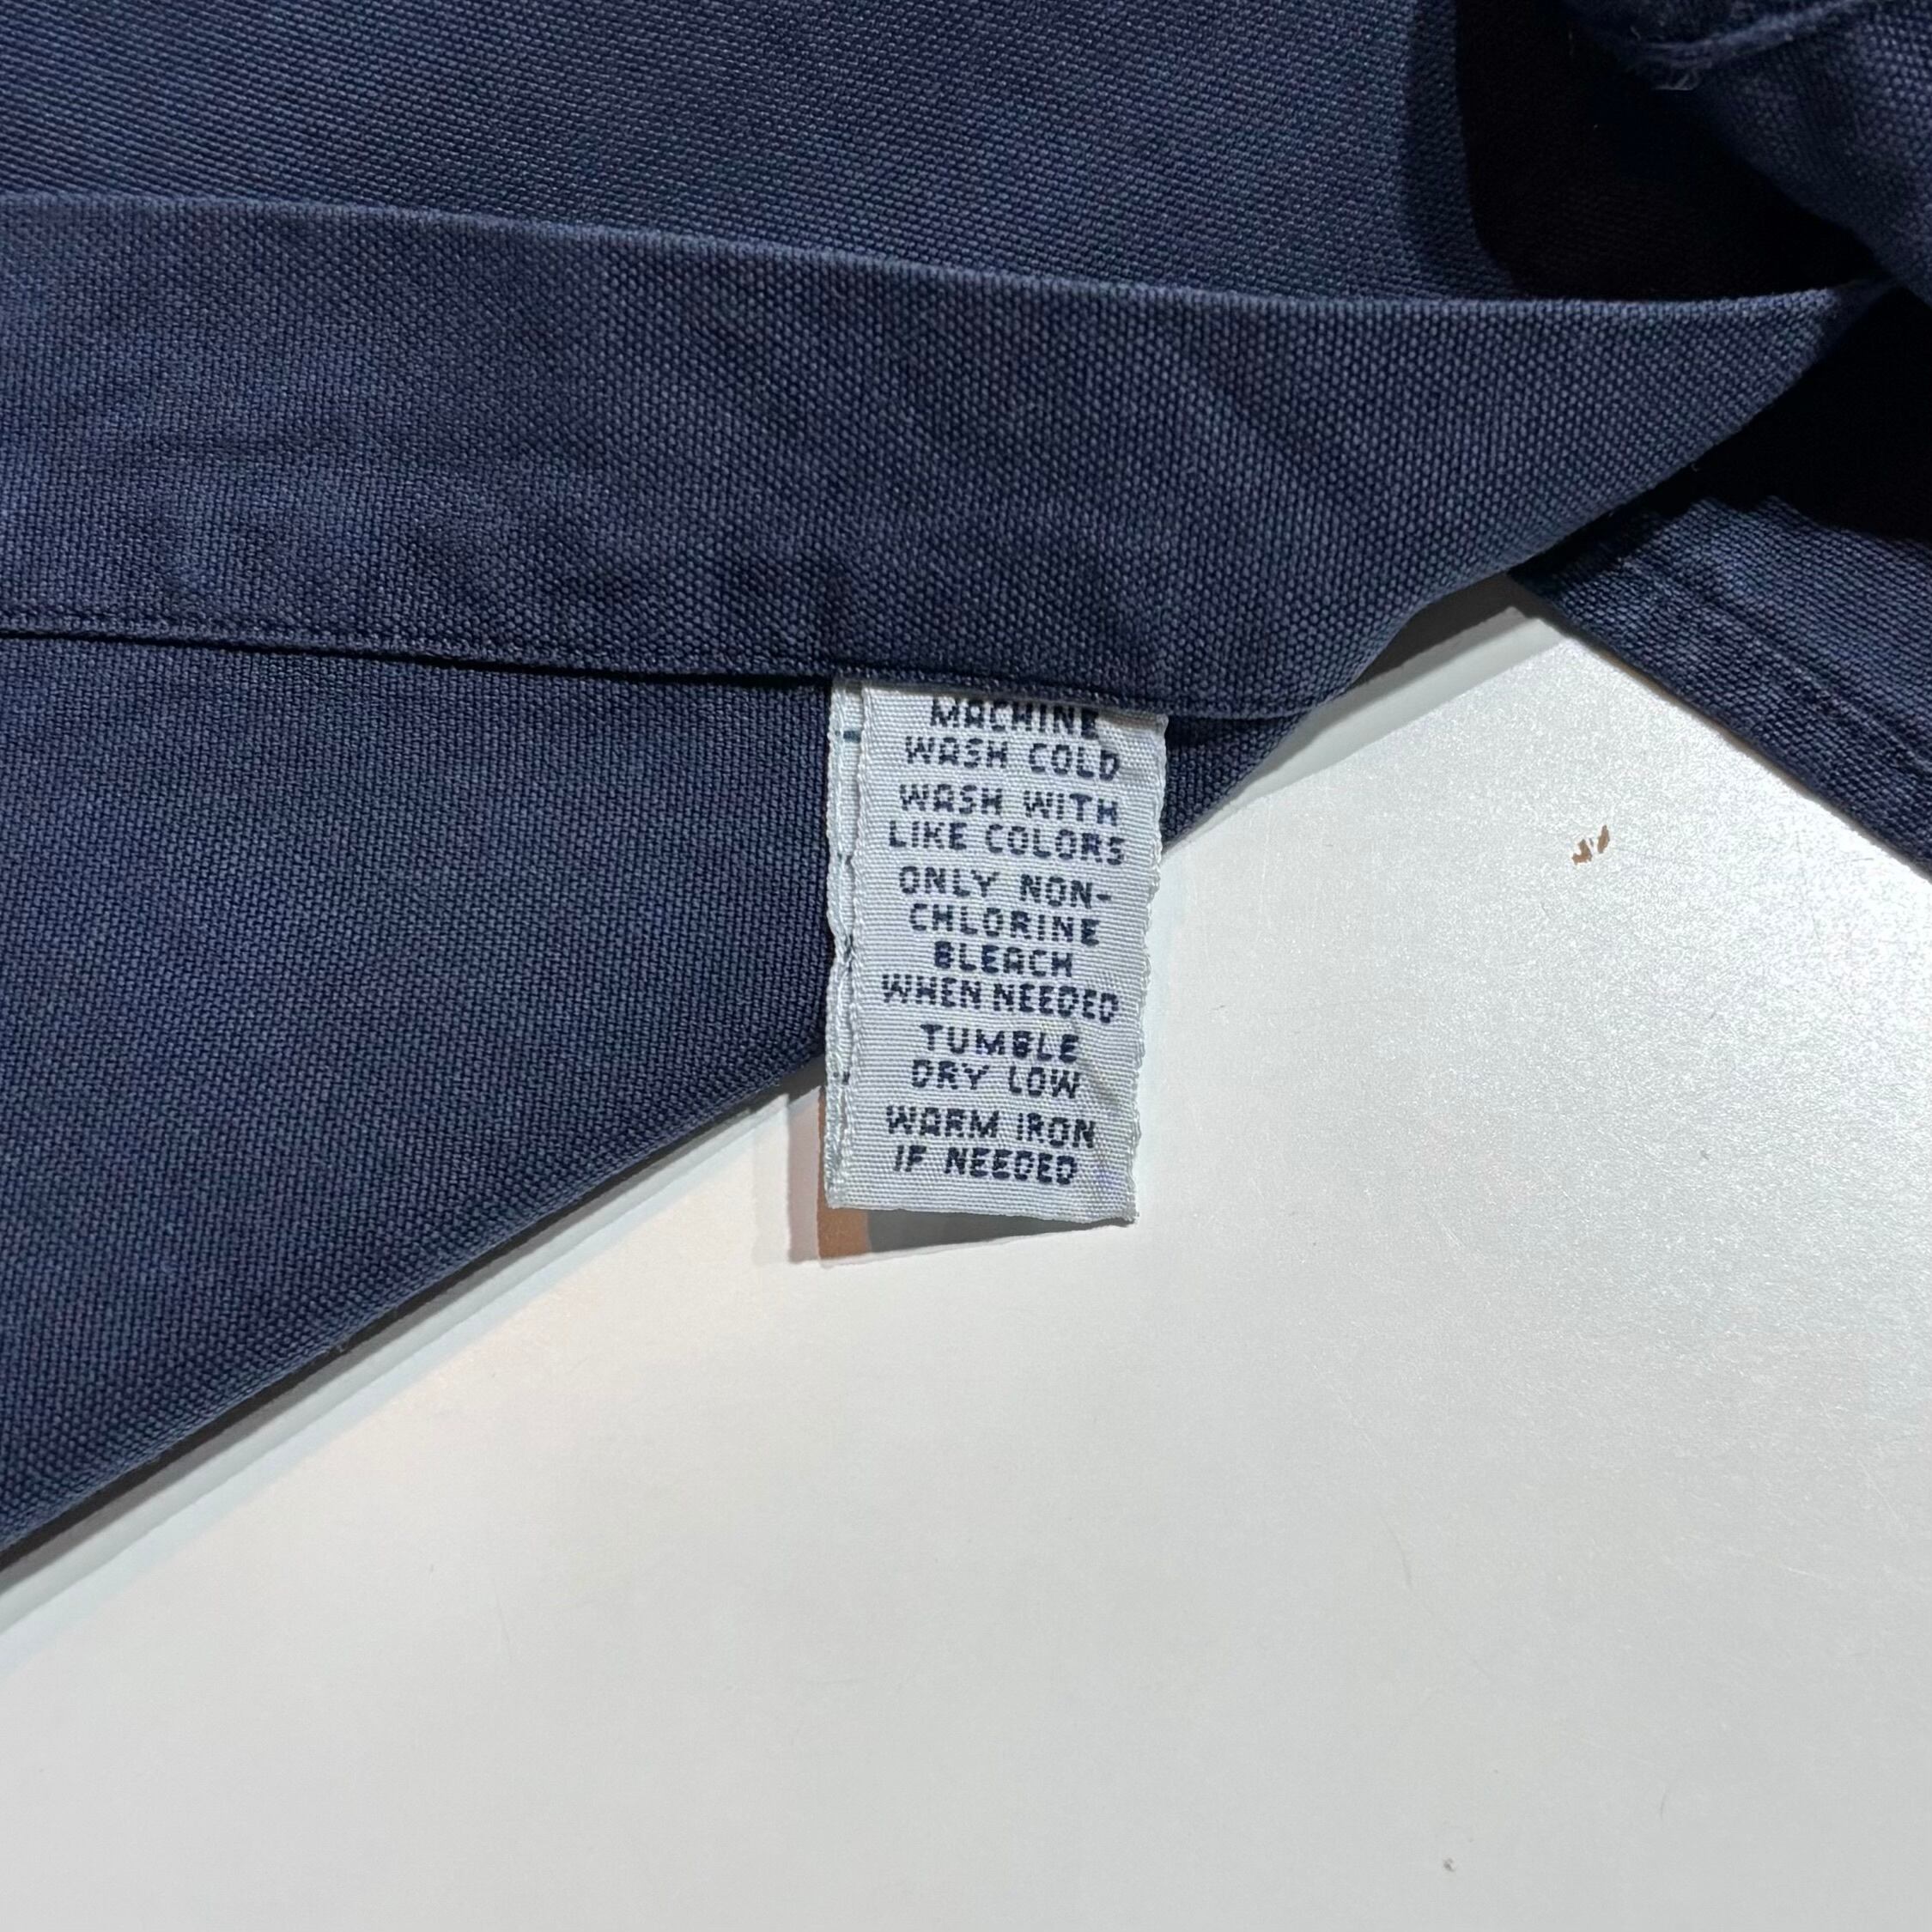 MACHINE
WASH COLD
WASH WITH
LIKE COLORS
ONLY NON-
CHLORINE
BLEACH
WHEN NEEDED
TUMBLE
DRY LOW
WARM IRON
IF NEEDED